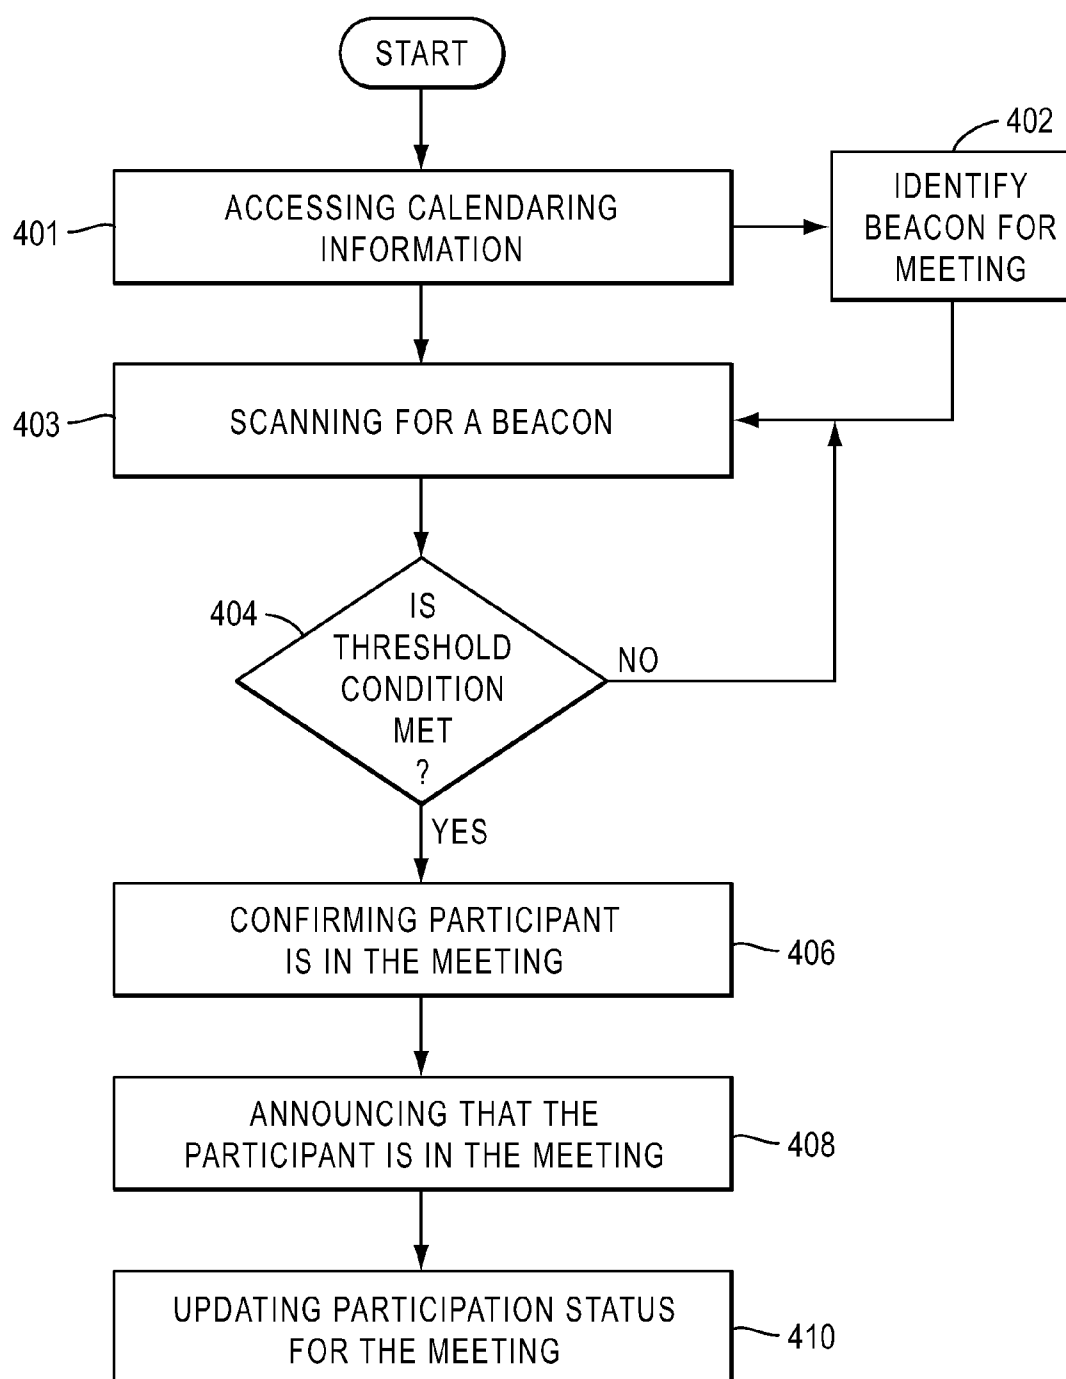 START
402
IDENTIFY
BEACON FOR
MEETING
401
ACCESSING CALENDARING
INFORMATION
403
SCANNING FOR A BEACON
404
IS
THRESHOLD
CONDITION
MET
?
NO
YES
CONFIRMING PARTICIPANT
IS IN THE MEETING
406
ANNOUNCING THAT THE
PARTICIPANT IS IN THE MEETING
408
UPDATING PARTICIPATION STATUS
FOR THE MEETING
410